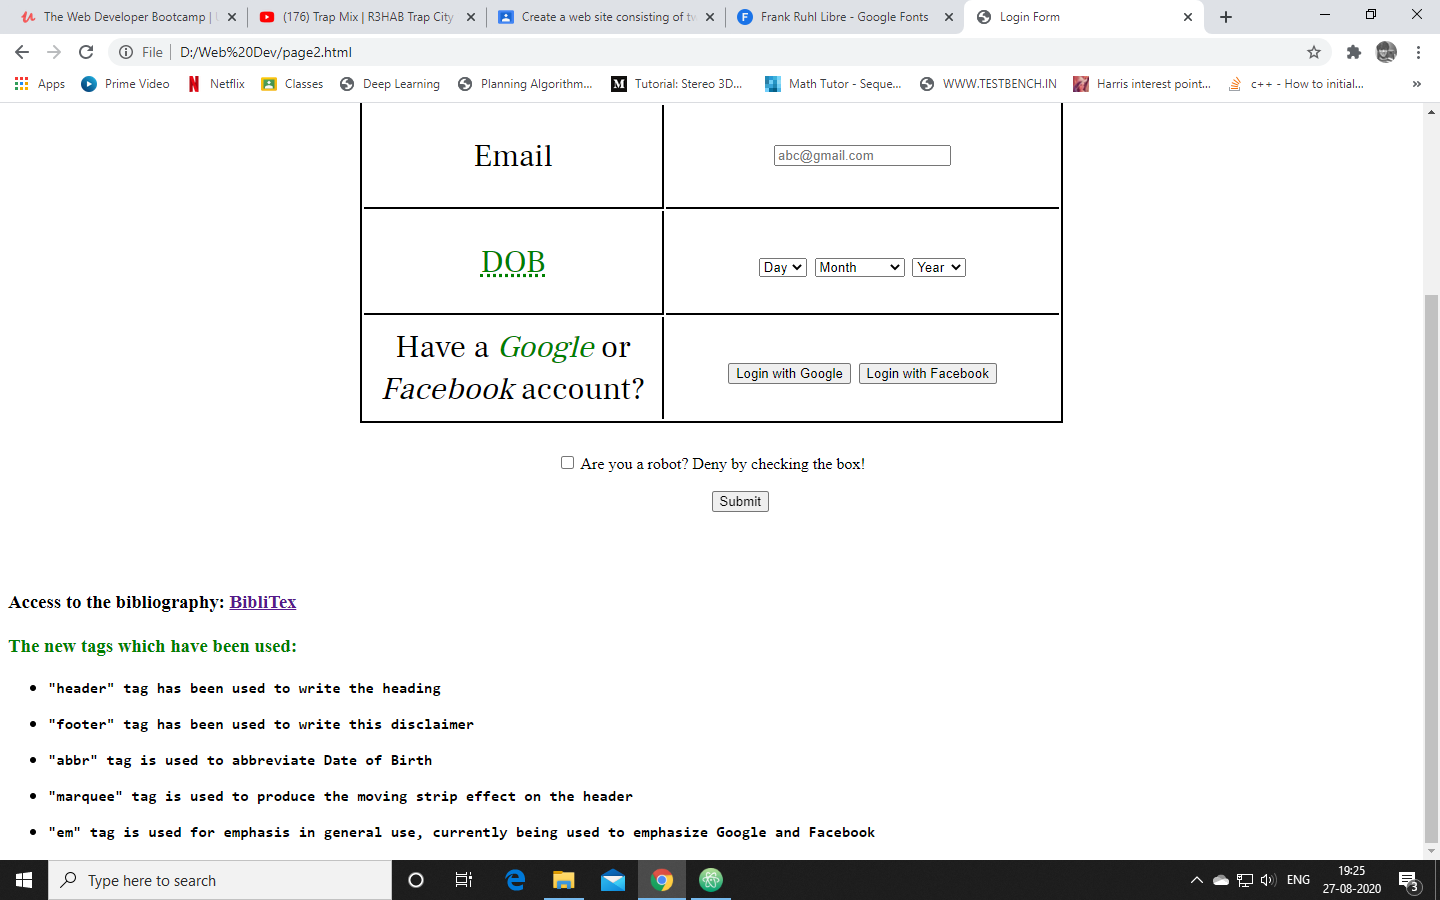 The Web Developer Bootcamp |
(176) Trap Mix | R3HAB Trap City
Create a web site consisting of tw
Frank Ruhl Libre - Google Fonts
Login Form
File D:/Web%20Dev/page2.html
Apps Prime Video Netflix Classes Deep Learning Planning Algorithm... Tutorial: Stereo 3D... Math Tutor - Seque... WWW.TESTBENCH.IN Harris interest point... c++ - How to initial... »
Email abc@gmail.com
DOB Day Month Year
Have a Google or
Facebook account?
Login with Google Login with Facebook
Are you a robot? Deny by checking the box!
Submit
Access to the bibliography: BibliTex
The new tags which have been used:
"header" tag has been used to write the heading
"footer" tag has been used to write this disclaimer
"abbr" tag is used to abbreviate Date of Birth
"marquee" tag is used to produce the moving strip effect on the header
"em" tag is used for emphasis in general use, currently being used to emphasize Google and Facebook
Type here to search
ENG
19:25
27-08-2020
3